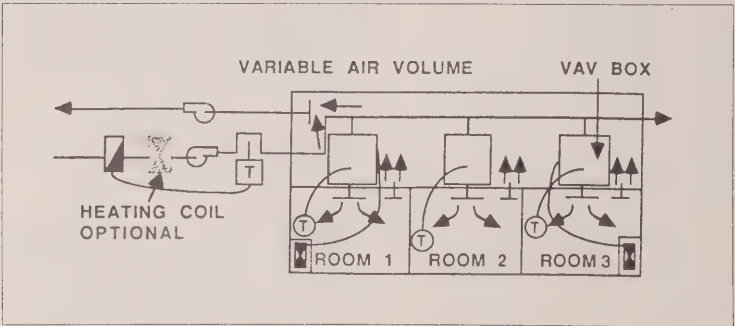 VARIABLE AIR VOLUME
VAV BOX
T
HEATING COIL
OPTIONAL
T
T
T
ROOM 1
ROOM 2
ROOM 3